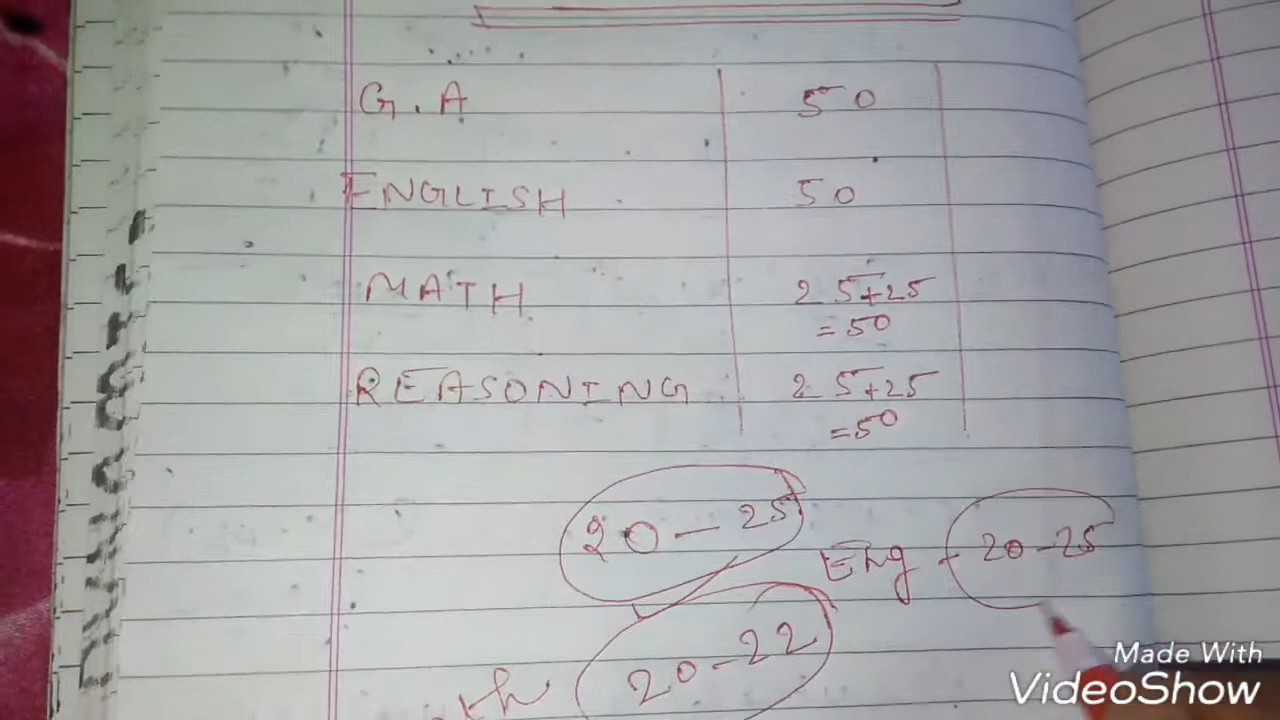 G.A 50
ENGLISH 50
MATH 25+25
=50
REASONING 25+25
=50
20-25
Eng - 20-25
20-22
Made With
VideoShow